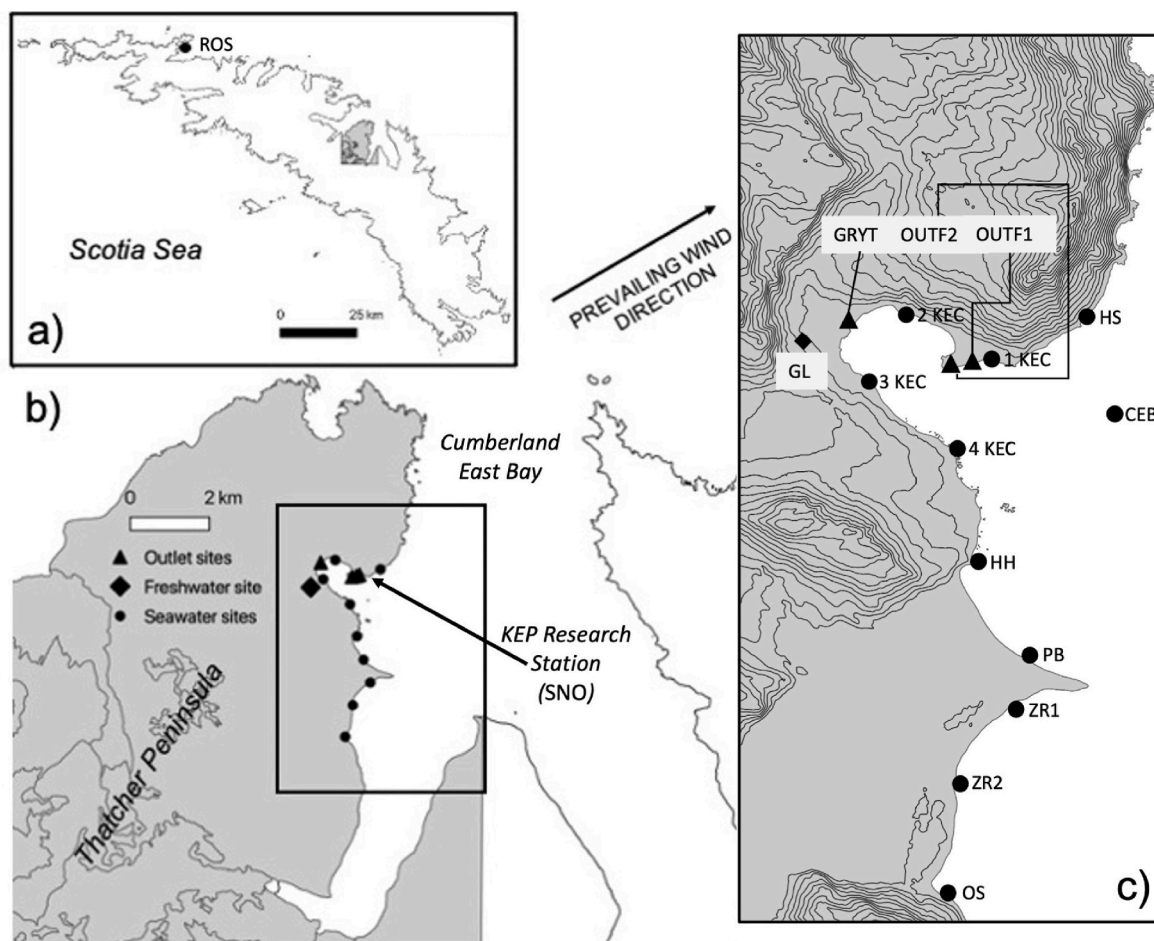 ROS
Scotia Sea
0
25 km
a)
PREVAILING WIND
DIRECTION
b)
Cumberland
East Bay
0
2 km
Outlet sites
Freshwater site
Seawater sites
KEP Research
Station
(SNO)
Thatcher Peninsula
GRYT
OUTF2
OUTF1
2 KEC
HS
1 KEC
GL
3 KEC
CEB
4 KEC
HH
PB
ZR1
ZR2
OS
c)